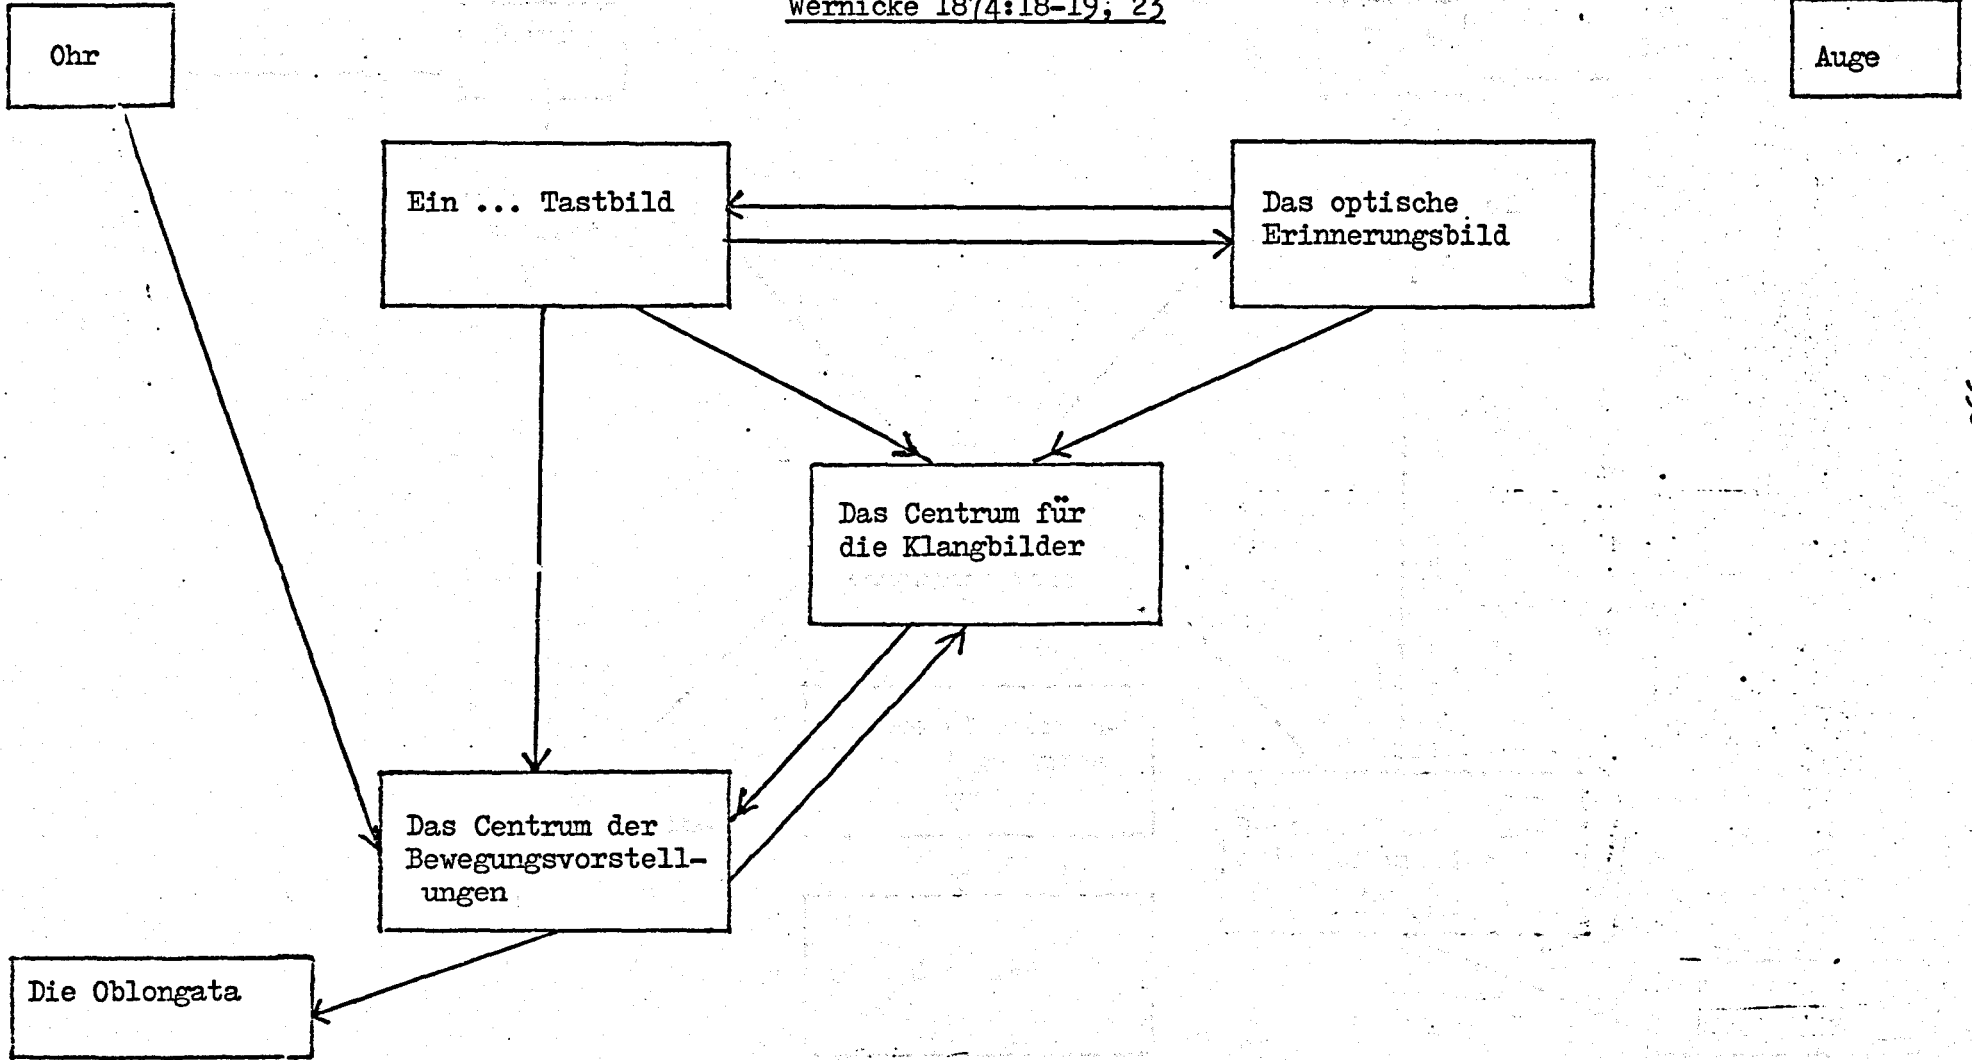 Wernicke 1874:18-19; 23
Ohr
Auge
Ein ... Tastbild
Das optische
Erinnerungsbild
Das Centrum für
die Klangbilder
Das Centrum der
Bewegungsvorstell-
ungen
Die Oblongata